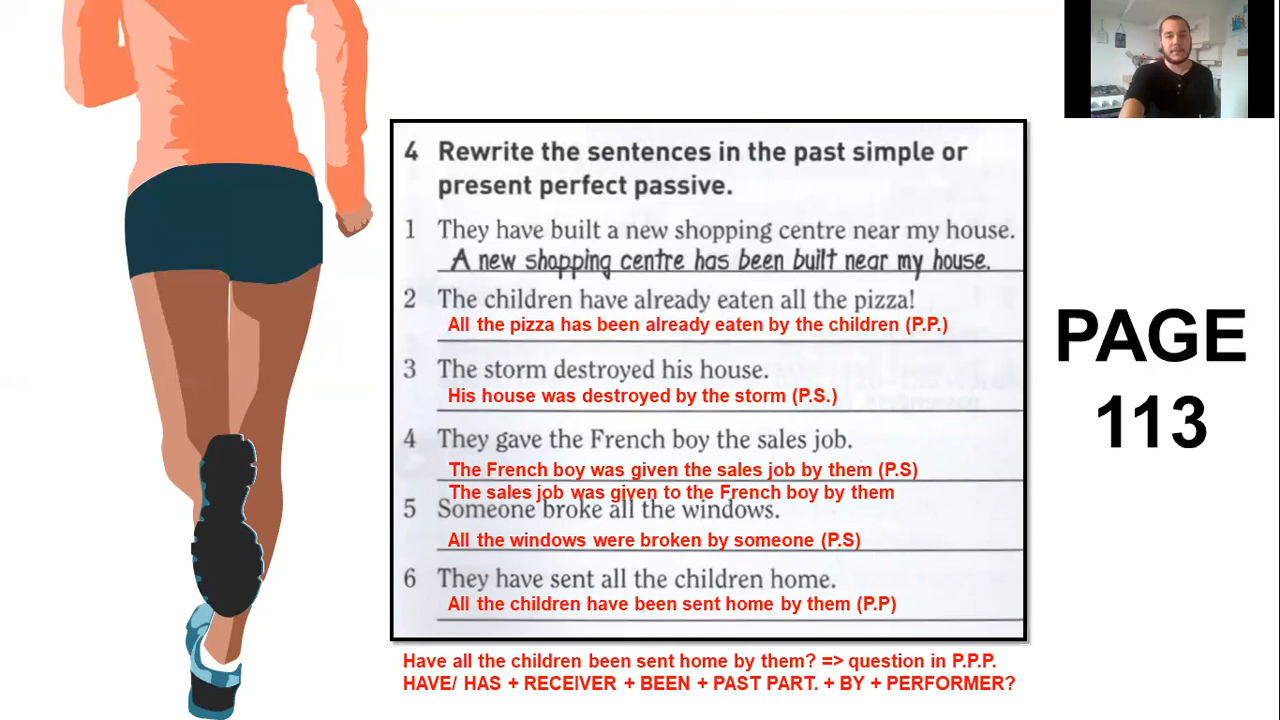 4 Rewrite the sentences in the past simple or
present perfect passive.
1 They have built a new shopping centre near my house.
A new shopping centre has been built near my house.
2 The children have already eaten all the pizza!
All the pizza has been already eaten by the children (P.P.)
3 The storm destroyed his house.
His house was destroyed by the storm (P.S.)
4 They gave the French boy the sales job.
The French boy was given the sales job by them (P.S)
The sales job was given to the French boy by them
5 Someone broke all the windows.
All the windows were broken by someone (P.S)
6 They have sent all the children home.
All the children have been sent home by them (P.P)
Have all the children been sent home by them? => question in P.P.P.
HAVE/ HAS + RECEIVER + BEEN + PAST PART. + BY + PERFORMER?
PAGE
113